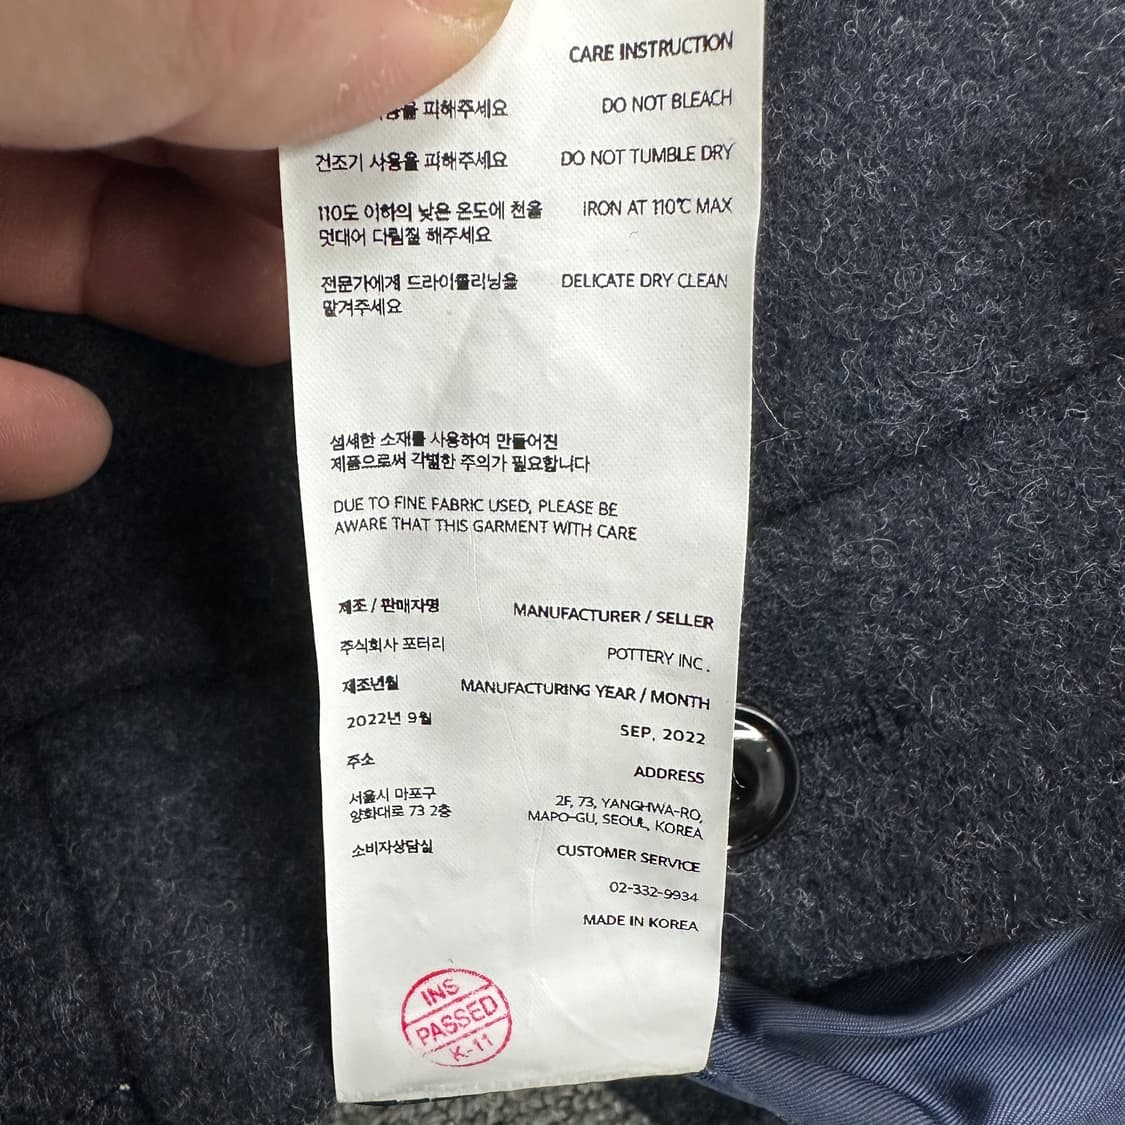 CARE INSTRUCTION
피해주세요 DO NOT BLEACH
건조기 사용을 피해주세요 DO NOT TUMBLE DRY
110도 이하의 낮은 온도에 천을 IRON AT 110℃ MAX
덧대어 다림질 해주세요
전문가에게 드라이클리닝을 DELICATE DRY CLEAN
맡겨주세요
섬세한 소재를 사용하여 만들어진
제품으로써 각별한 주의가 필요합니다
DUE TO FINE FABRIC USED, PLEASE BE
AWARE THAT THIS GARMENT WITH CARE
제조 / 판매자명 MANUFACTURER / SELLER
주식회사 포터리 POTTERY INC.
제조년월 MANUFACTURING YEAR / MONTH
2022년 9월 SEP, 2022
주소 ADDRESS
서울시 마포구 2F, 73, YANGHWA-RO,
양화대로 73 2층 MAPO-GU, SEOUL, KOREA
소비자상담실 CUSTOMER SERVICE
02-332-9934
MADE IN KOREA
INS
PASSED
K-11